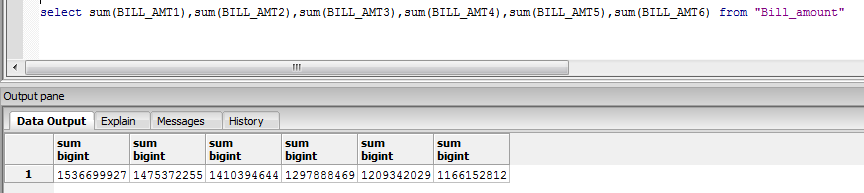 select sum(BILL_AMT1),sum(BILL_AMT2),sum(BILL_AMT3),sum(BILL_AMT4),sum(BILL_AMT5),sum(BILL_AMT6) from "Bill_amount"
Output pane
Data Output Explain Messages History
sum sum sum sum sum sum
bigint bigint bigint bigint bigint bigint
1 1536699927 1475372255 1410394644 1297888469 1209342029 1166152812